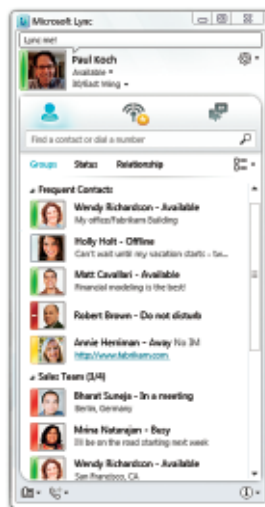 Microsoft Lync
Lync me!
Paul Koch
Available
30/East Wing
Find a contact or dial a number
Groups Status Relationship
Frequent Contacts
Wendy Richardson - Available
My office/Fabrikam Building
Holly Holt - Offline
Can't wait until my vacation starts - tw...
Matt Cavallari - Available
Financial modeling is the best!
Robert Brown - Do not disturb
Annie Herriman - Away No IM
http://www.fabrikam.com
Sales Team (3/4)
Bharat Suneja - In a meeting
Berlin, Germany
Mrina Natarajan - Busy
I'll be on the road starting next week
Wendy Richardson - Available
San Francisco, CA